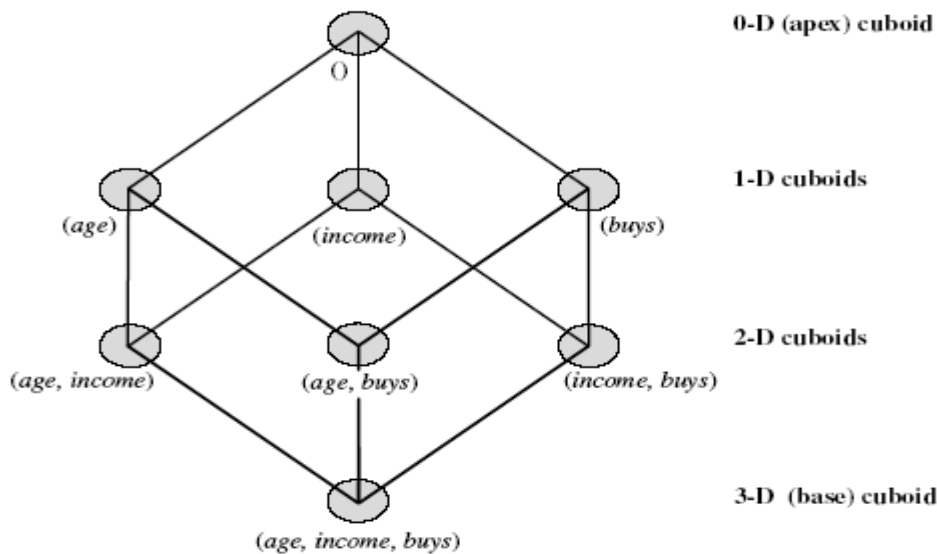 0-D (apex) cuboid
()
1-D cuboids
(age)
(income)
(buys)
2-D cuboids
(age, income)
(age, buys)
(income, buys)
3-D (base) cuboid
(age, income, buys)